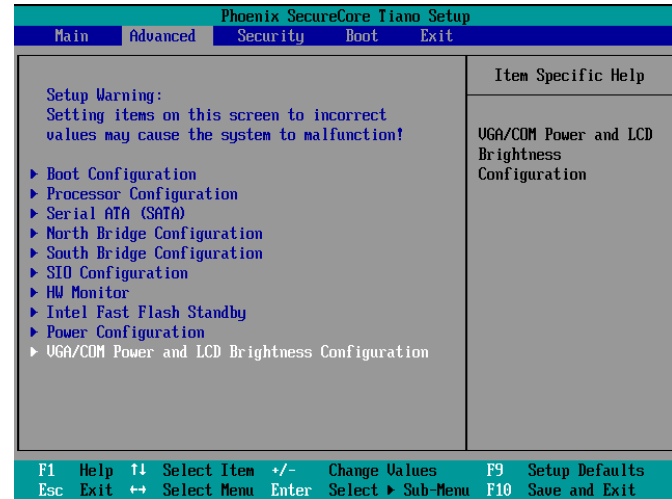 Phoenix SecureCore Tiano Setup
Main Advanced Security Boot Exit
Item Specific Help
Setup Warning:
Setting items on this screen to incorrect
values may cause the system to malfunction!
VGA/COM Power and LCD
Brightness
Configuration
▶ Boot Configuration
▶ Processor Configuration
▶ Serial ATA (SATA)
▶ North Bridge Configuration
▶ South Bridge Configuration
▶ SIO Configuration
▶ HW Monitor
▶ Intel Fast Flash Standby
▶ Power Configuration
▶ VGA/COM Power and LCD Brightness Configuration
F1 Help ↑↓ Select Item +/- Change Values F9 Setup Defaults
Esc Exit ↔ Select Menu Enter Select ▶ Sub-Menu F10 Save and Exit